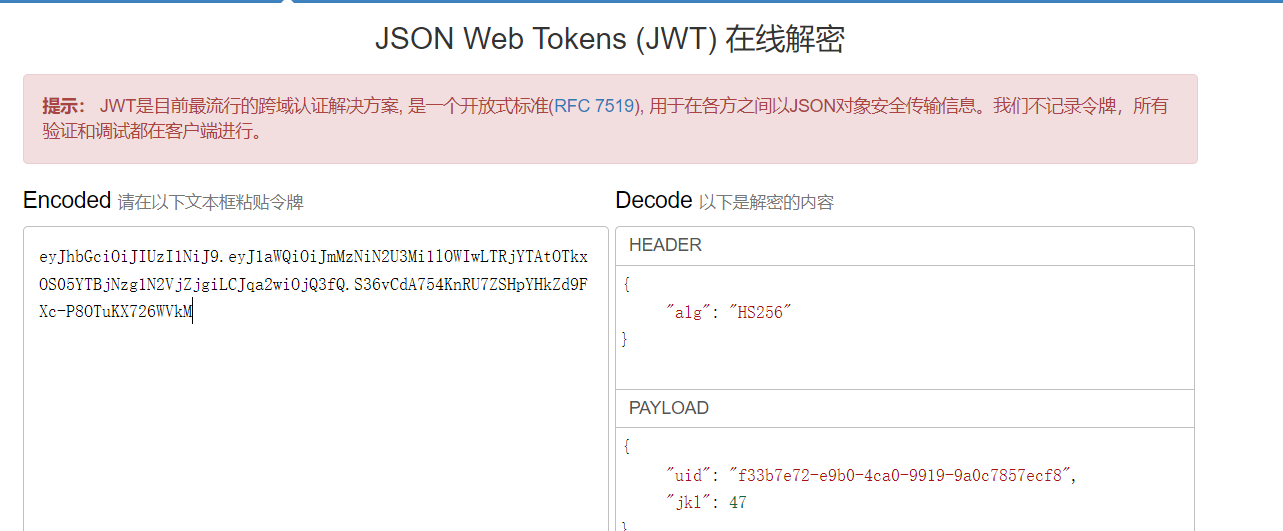 JSON Web Tokens (JWT) 在线解密
提示： JWT是目前最流行的跨域认证解决方案, 是一个开放式标准(RFC 7519), 用于在各方之间以JSON对象安全传输信息。我们不记录令牌，所有
验证和调试都在客户端进行。
Encoded 请在以下文本框粘贴令牌
eyJhbGciOiJIUzI1NiJ9.eyJ1aWQiOiJmMzNiN2U3Mi1lOWIwLTRjYTAtOTkx
OS05YTBjNzg1N2VjZjgiLCJqa2wiOjQ3fQ.S36vCdA754KnRU7ZSHpYHkZd9F
Xc-P8OTuKX726WVkM
Decode 以下是解密的内容
HEADER
{
"alg": "HS256"
}
PAYLOAD
{
"uid": "f33b7e72-e9b0-4ca0-9919-9a0c7857ecf8",
"jkl": 47
}